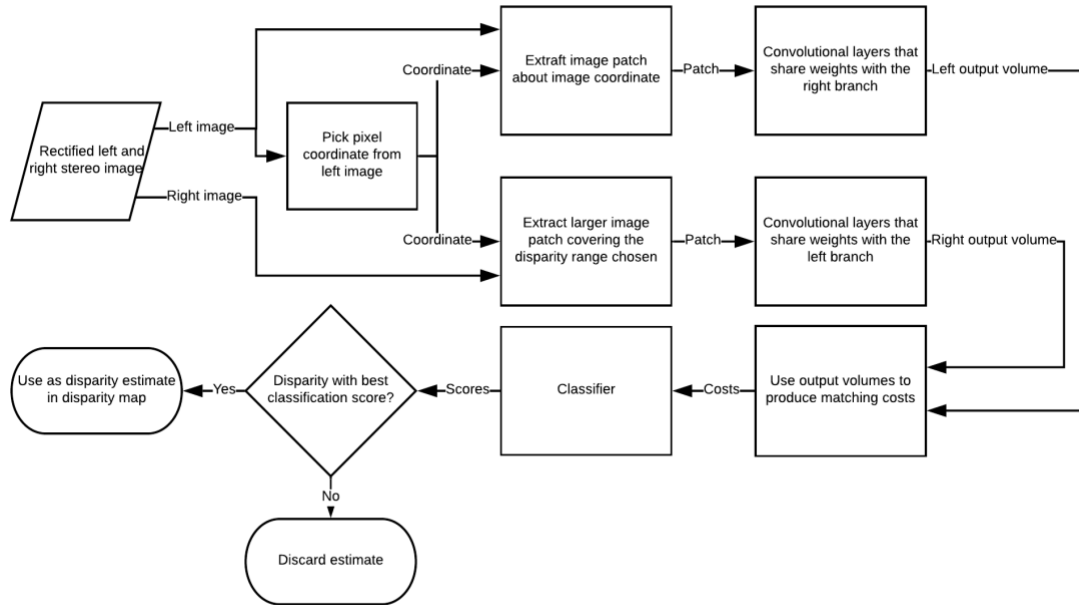 Extraft image patch
about image coordinate
Convolutional layers that
share weights with the
right branch
Coordinate
Patch
Left output volume
Rectified left and
right stereo image
Left image
Right image
Pick pixel
coordinate from
left image
Coordinate
Extract larger image
patch covering the
disparity range chosen
Patch
Convolutional layers that
share weights with the
left branch
Right output volume
Use as disparity estimate
in disparity map
Yes
Disparity with best
classification score?
Scores
Classifier
Costs
Use output volumes to
produce matching costs
No
Discard estimate